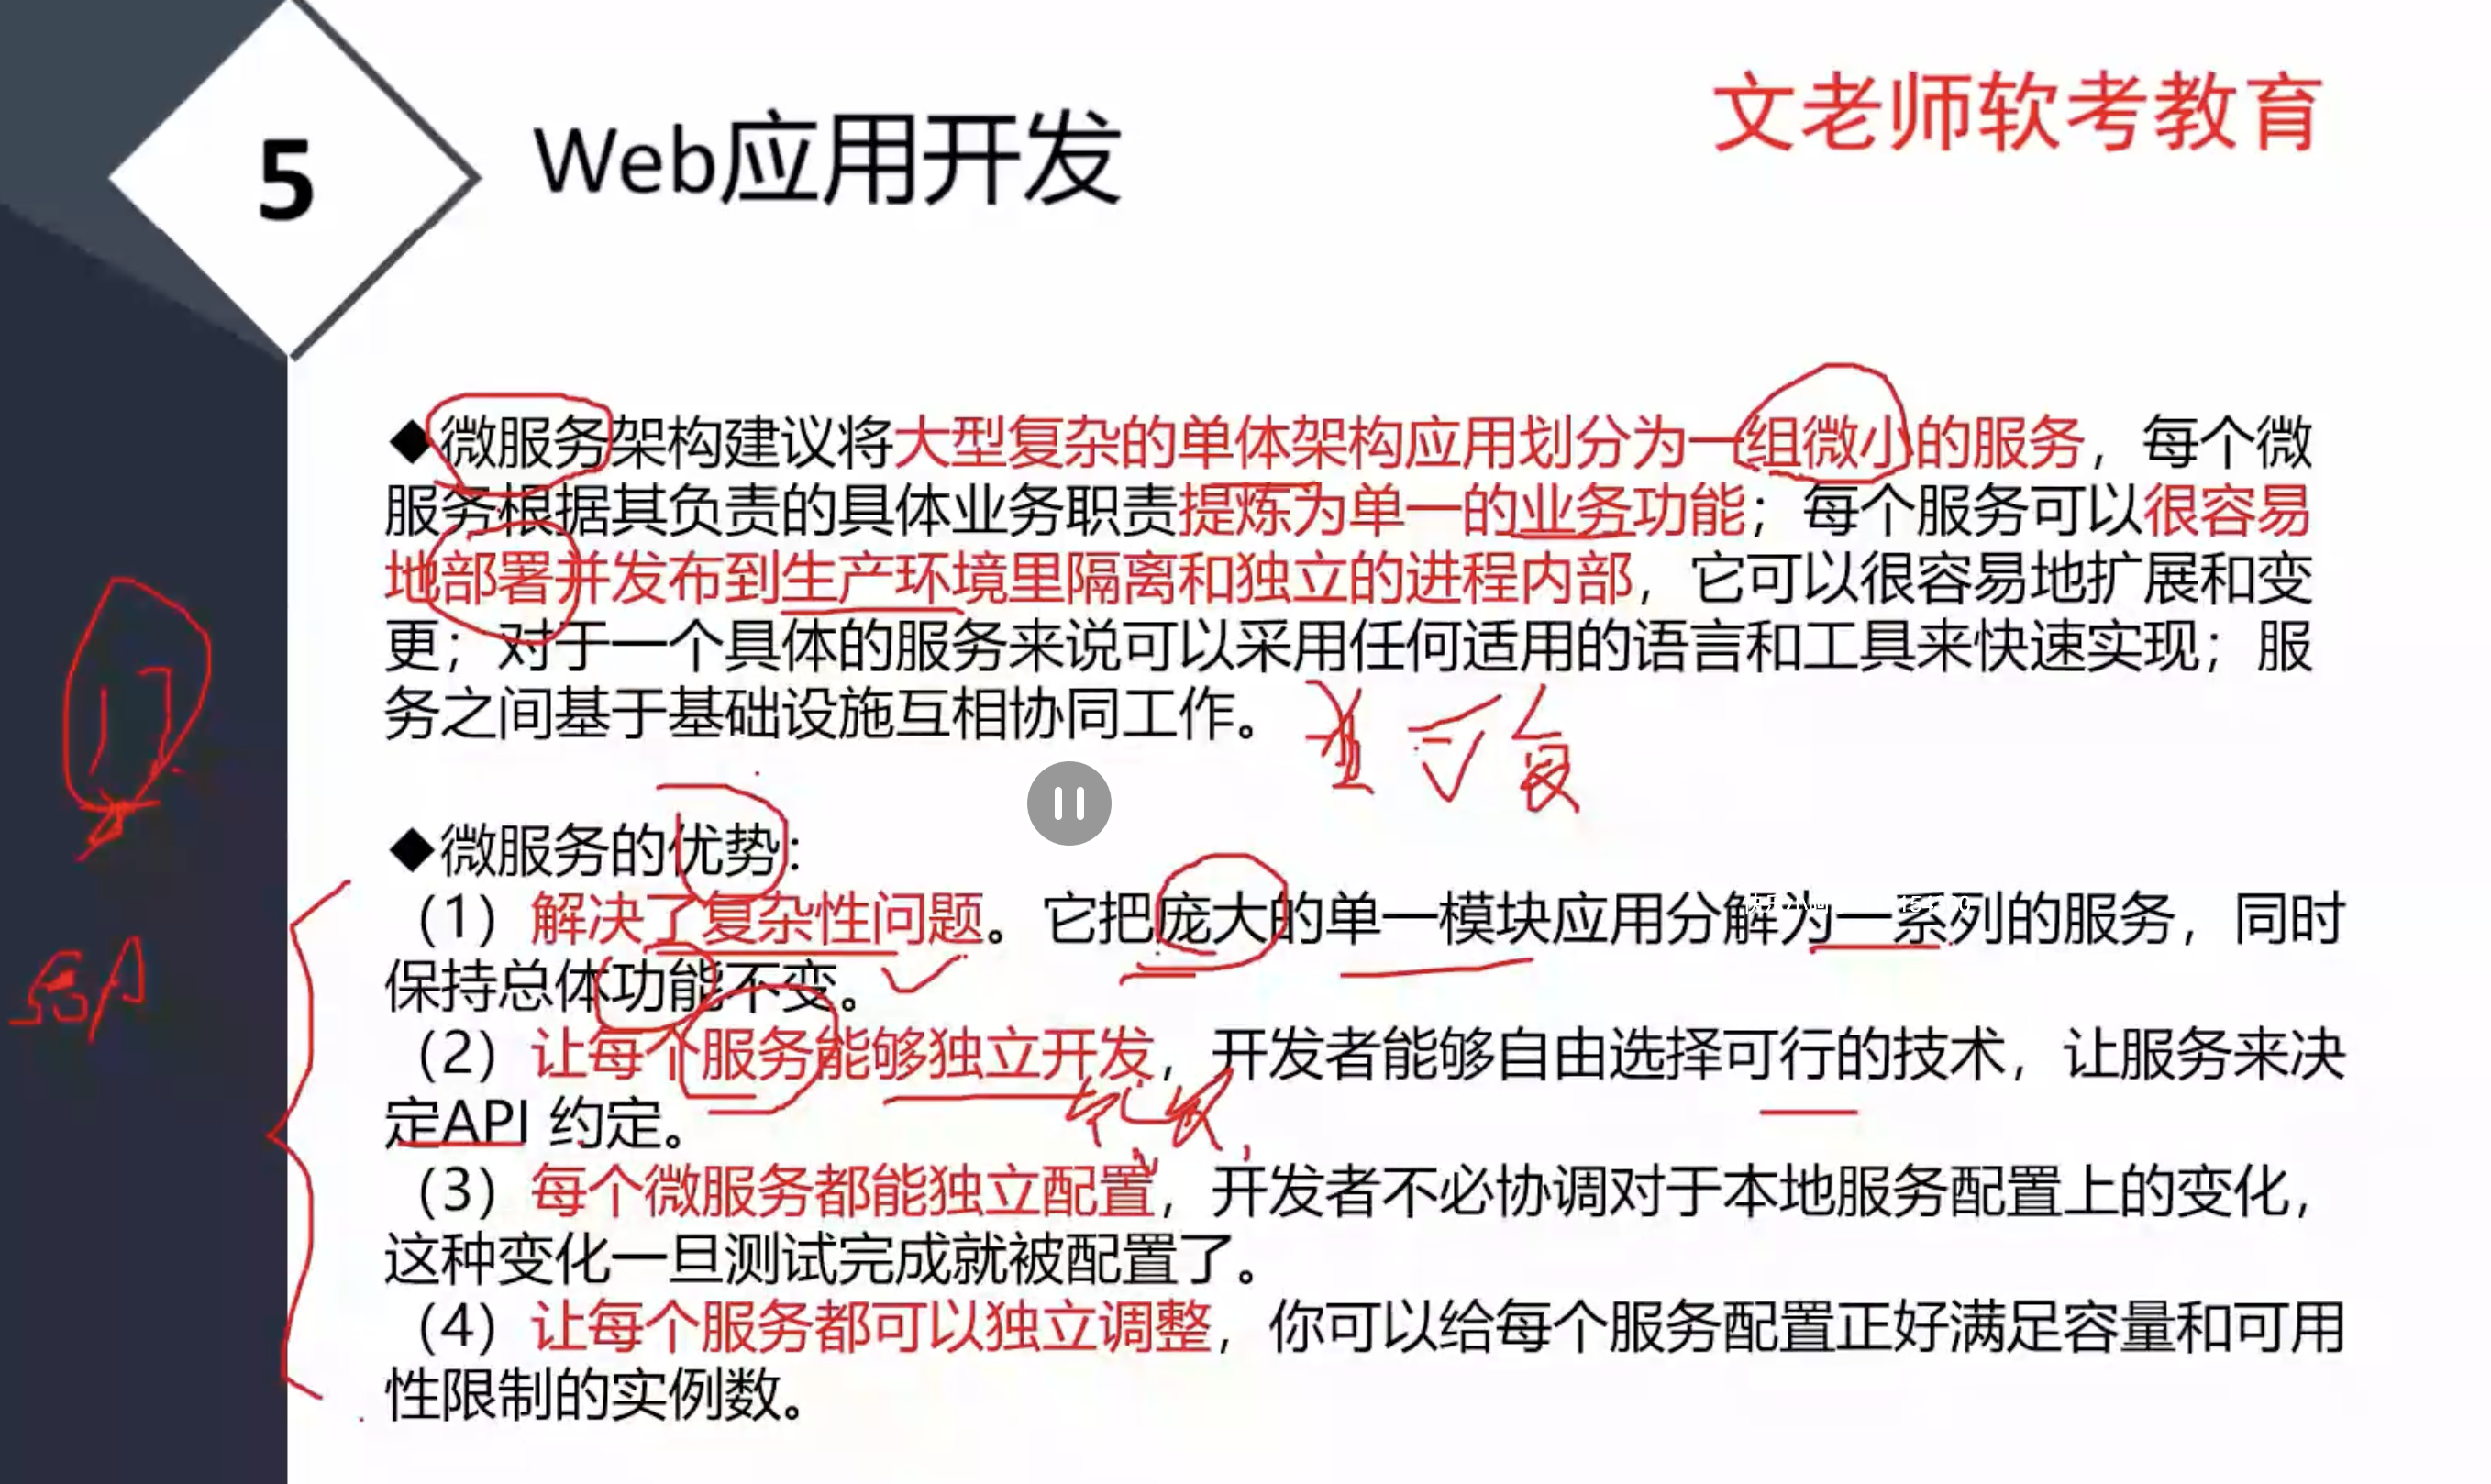 5
Web应用开发
文老师软考教育
◆微服务架构建议将大型复杂的单体架构应用划分为一组微小的服务，每个微
服务根据其负责的具体业务职责提炼为单一的业务功能；每个服务可以很容易
地部署并发布到生产环境里隔离和独立的进程内部，它可以很容易地扩展和变
更；对于一个具体的服务来说可以采用任何适用的语言和工具来快速实现；服
务之间基于基础设施互相协同工作。
◆微服务的优势：
（1）解决了复杂性问题。它把庞大的单一模块应用分解为一系列的服务，同时
保持总体功能不变。
（2）让每个服务能够独立开发，开发者能够自由选择可行的技术，让服务来决
定API 约定。
（3）每个微服务都能独立配置，开发者不必协调对于本地服务配置上的变化，
这种变化一旦测试完成就被配置了。
（4）让每个服务都可以独立调整，你可以给每个服务配置正好满足容量和可用
性限制的实例数。